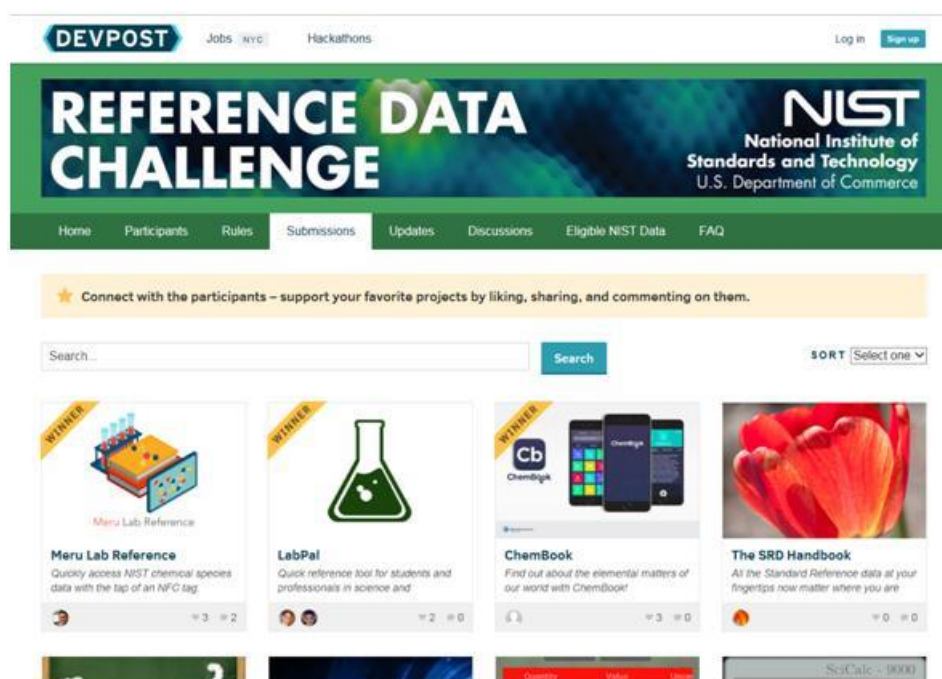 DEVPOST Jobs NYC Hackathons Log in Sign up
REFERENCE DATA
CHALLENGE
NIST
National Institute of
Standards and Technology
U.S. Department of Commerce
Home Participants Rules Submissions Updates Discussions Eligible NIST Data FAQ
Connect with the participants – support your favorite projects by liking, sharing, and commenting on them.
Search... Search SORT Select one
WINNER
Meru Lab Reference
Meru Lab Reference
Quickly access NIST chemical species
data with the tap of an NFC tag.
3 2
WINNER
LabPal
Quick reference tool for students and
professionals in science and
2 0
WINNER
Cb
ChemBook
ChemBook
ChemBook
Find out about the elemental matters of
our world with ChemBook!
3 0
The SRD Handbook
All the Standard Reference data at your
fingertips now matter where you are
0 0
Quantity Value
SciCalc - 9000